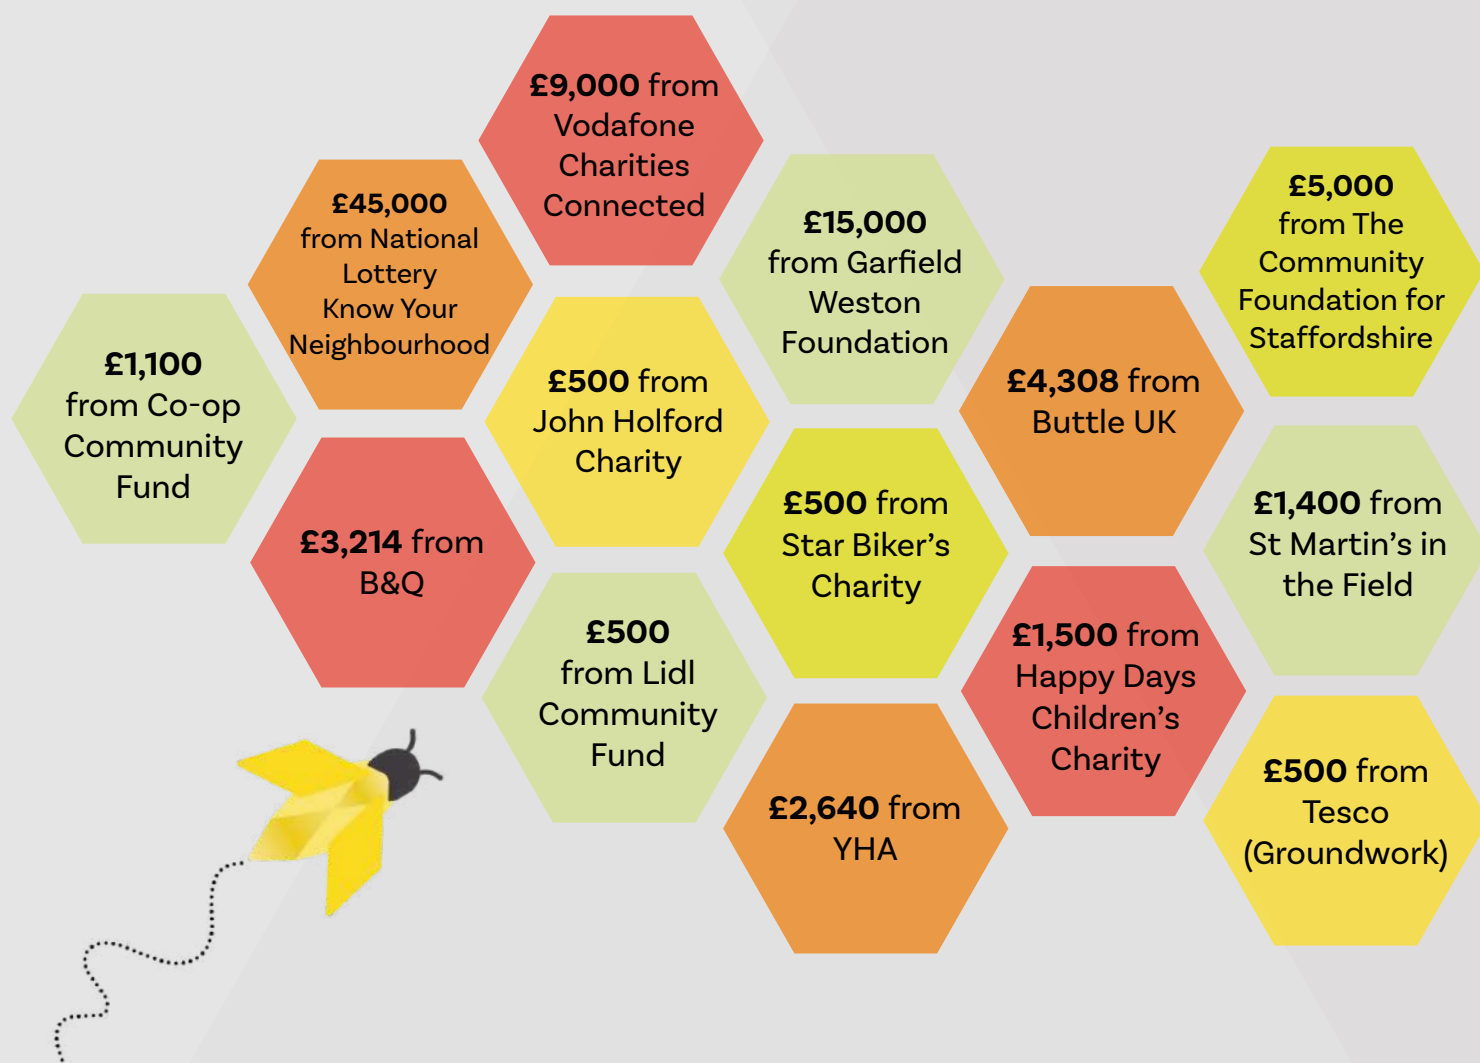 £9,000 from
Vodafone
Charities
Connected
£45,000
from National
Lottery
Know Your
Neighbourhood
£15,000
from Garfield
Weston
Foundation
£5,000
from The
Community
Foundation for
Staffordshire
£1,100
from Co-op
Community
Fund
£500 from
John Holford
Charity
£4,308 from
Buttle UK
£3,214 from
B&Q
£500 from
Star Biker’s
Charity
£1,400 from
St Martin’s in
the Field
£500
from Lidl
Community
Fund
£1,500 from
Happy Days
Children’s
Charity
£2,640 from
YHA
£500 from
Tesco
(Groundwork)